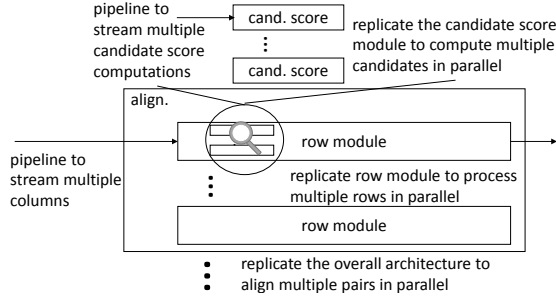 pipeline to
stream multiple
candidate score
computations
cand. score
cand. score
replicate the candidate score
module to compute multiple
candidates in parallel
align.
row module
pipeline to
stream multiple
columns
replicate row module to process
multiple rows in parallel
row module
replicate the overall architecture to
align multiple pairs in parallel